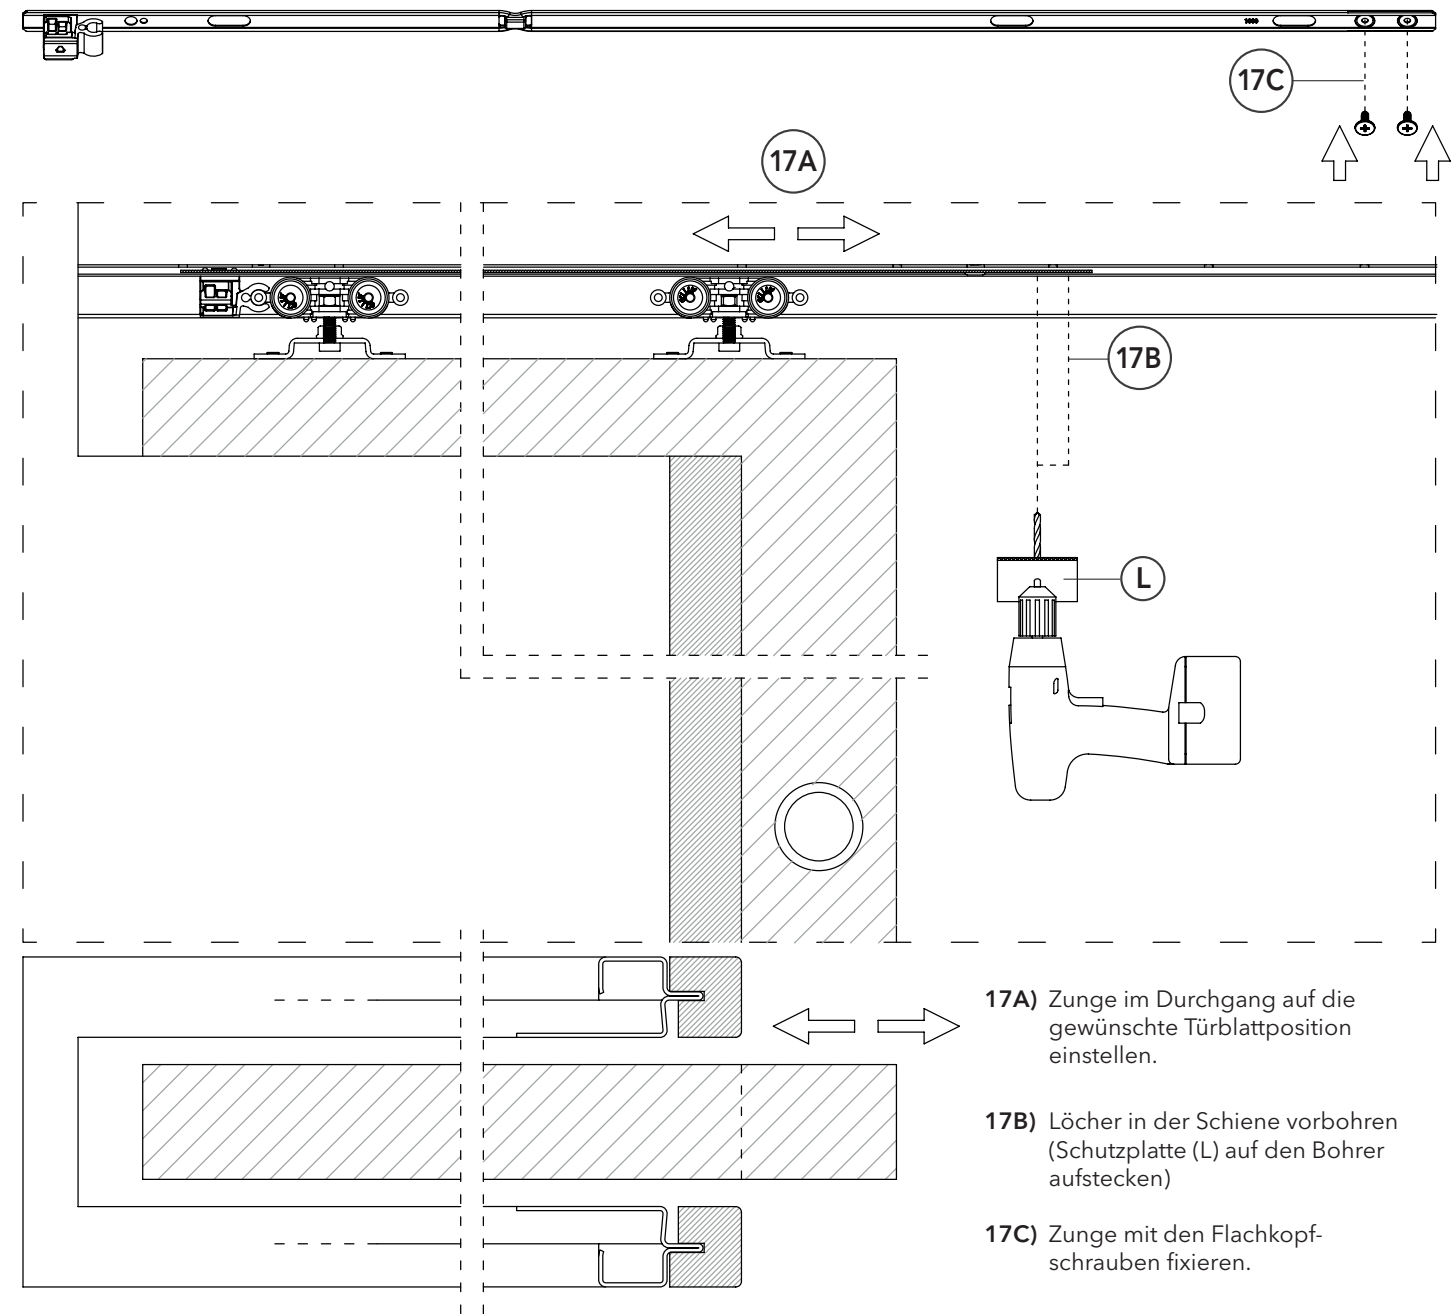 17C
17A
17B
L
17A) Zunge im Durchgang auf die
gewünschte Türblattposition
einstellen.
17B) Löcher in der Schiene vorbohren
(Schutzplatte (L) auf den Bohrer
aufstecken)
17C) Zunge mit den Flachkopf-
schrauben fixieren.